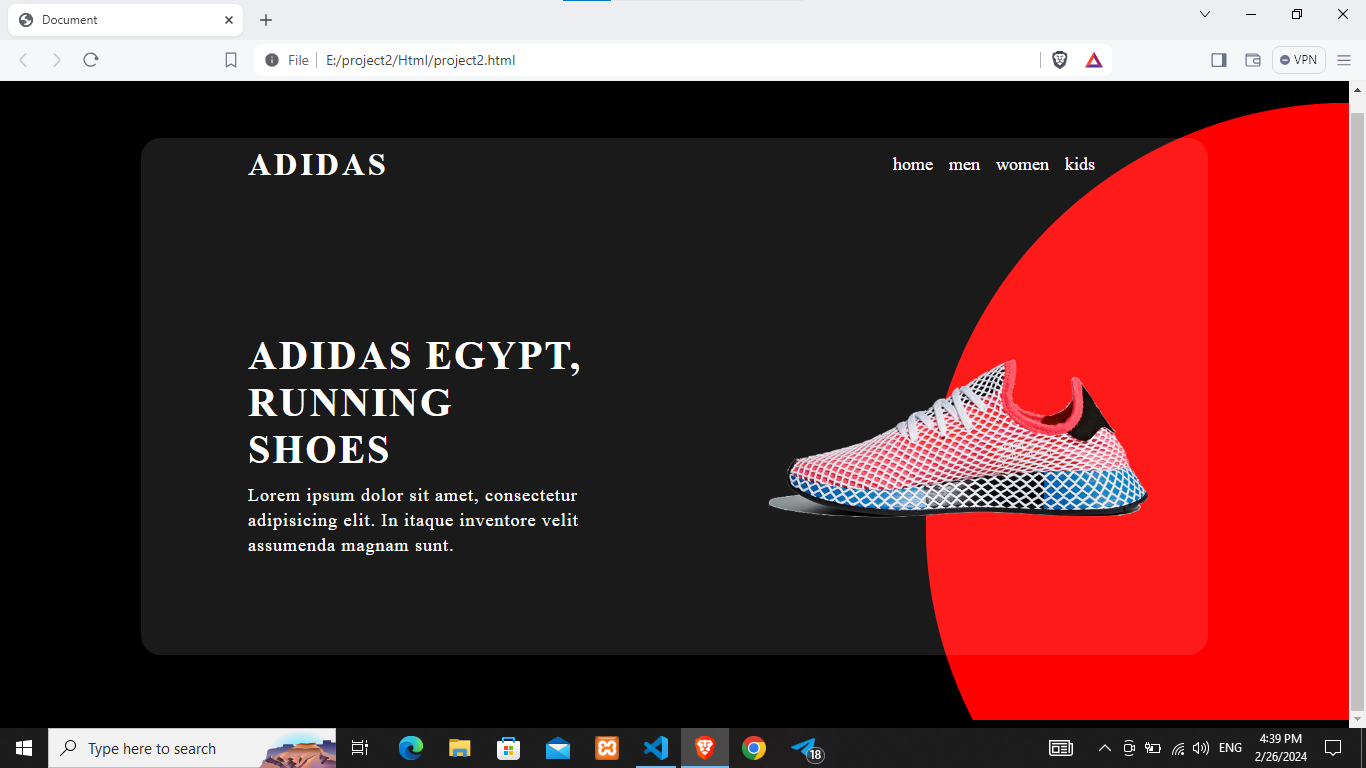 Document
File
E:/project2/Html/project2.html
VPN
ADIDAS
home men women kids
ADIDAS EGYPT,
RUNNING
SHOES
Lorem ipsum dolor sit amet, consectetur
adipisicing elit. In itaque inventore velit
assumenda magnam sunt.
Type here to search
18
ENG
4:39 PM
2/26/2024